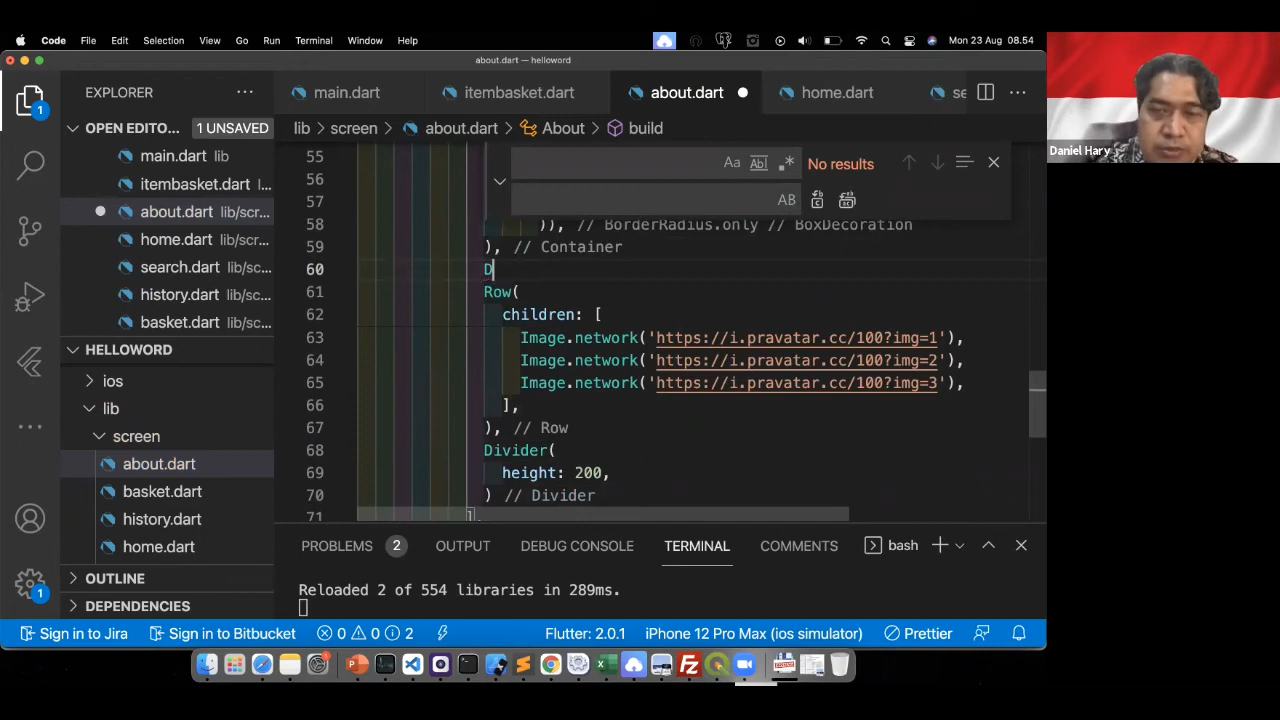 Code File Edit Selection View Go Run Terminal Window Help Mon 23 Aug 08.54
about.dart — helloword
EXPLORER
main.dart itembasket.dart about.dart home.dart
OPEN EDITO... 1 UNSAVED
main.dart lib
itembasket.dart
about.dart lib/scr...
home.dart lib/scr...
search.dart lib/sc...
history.dart lib/sc...
basket.dart lib/sc...
HELLOWORD
ios
lib
screen
about.dart
basket.dart
history.dart
home.dart
OUTLINE
DEPENDENCIES
lib > screen > about.dart > About > build
Aa Abl .* No results
AB
55
56
57
58 )), // BorderRadius.only // BoxDecoration
59 ), // Container
60 D
61 Row(
62 children: [
63 Image.network('https://i.pravatar.cc/100?img=1'),
64 Image.network('https://i.pravatar.cc/100?img=2'),
65 Image.network('https://i.pravatar.cc/100?img=3'),
66 ],
67 ), // Row
68 Divider(
69 height: 200,
70 ) // Divider
71 ]
PROBLEMS 2 OUTPUT DEBUG CONSOLE TERMINAL COMMENTS bash
Reloaded 2 of 554 libraries in 289ms.
Sign in to Jira Sign in to Bitbucket 0 0 2 Flutter: 2.0.1 iPhone 12 Pro Max (ios simulator) Prettier
1
1
Daniel Hary